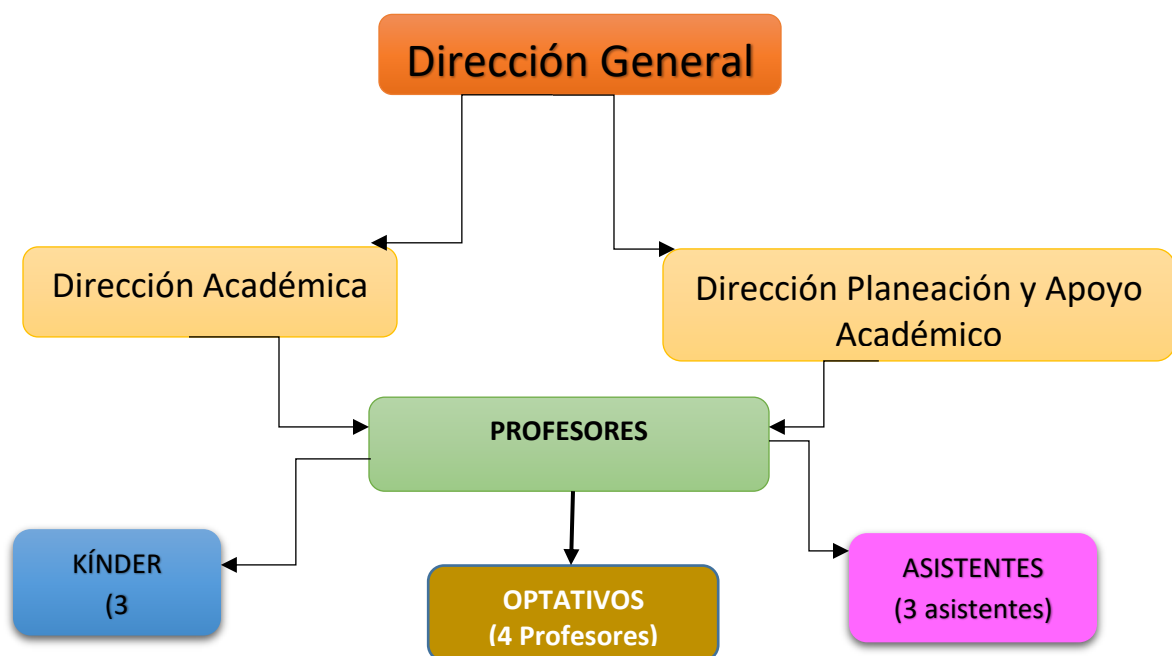 Dirección General
Dirección Académica
Dirección Planeación y Apoyo
Académico
PROFESORES
KÍNDER
(3
OPTATIVOS
(4 Profesores)
ASISTENTES
(3 asistentes)